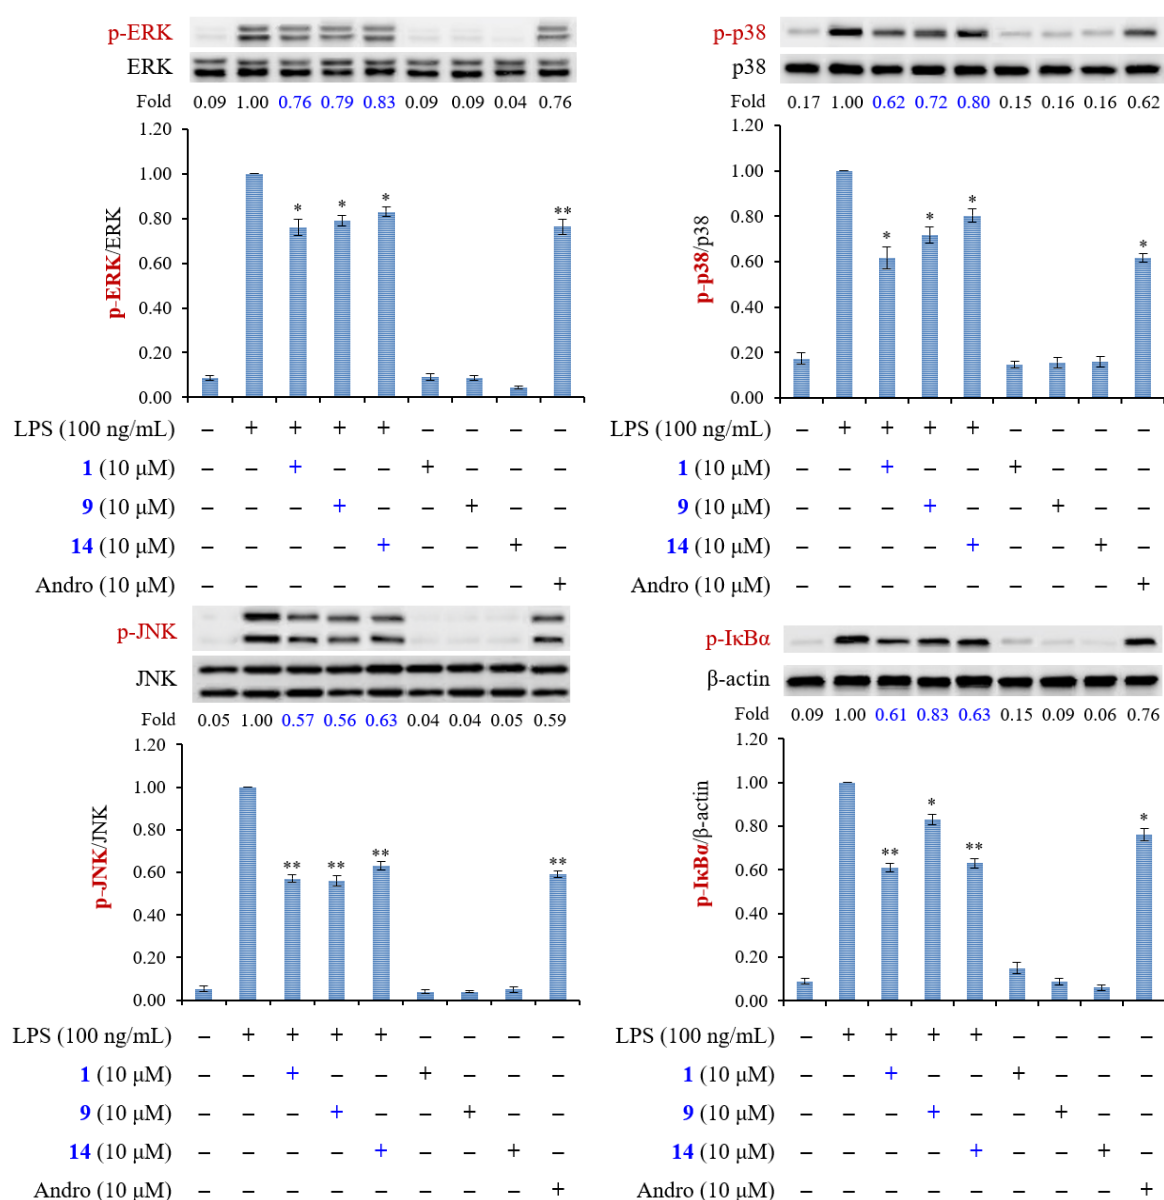 p-ERK
ERK
Fold 0.09 1.00 0.76 0.79 0.83 0.09 0.09 0.04 0.76
1.20
1.00
0.80
0.60
0.40
0.20
0.00
p-ERK/ERK
* * * **
LPS (100 ng/mL) – + + + + – – – –
1 (10 μM) – – + – – + – – –
9 (10 μM) – – – + – – + – –
14 (10 μM) – – – – + – – + –
Andro (10 μM) – – – – – – – – +
p-p38
p38
Fold 0.17 1.00 0.62 0.72 0.80 0.15 0.16 0.16 0.62
1.20
1.00
0.80
0.60
0.40
0.20
0.00
p-p38/p38
* * * *
LPS (100 ng/mL) – + + + + – – – –
1 (10 μM) – – + – – + – – –
9 (10 μM) – – – + – – + – –
14 (10 μM) – – – – + – – + –
Andro (10 μM) – – – – – – – – +
p-JNK
JNK
Fold 0.05 1.00 0.57 0.56 0.63 0.04 0.04 0.05 0.59
1.20
1.00
0.80
0.60
0.40
0.20
0.00
p-JNK/JNK
** ** ** **
LPS (100 ng/mL) – + + + + – – – –
1 (10 μM) – – + – – + – – –
9 (10 μM) – – – + – – + – –
14 (10 μM) – – – – + – – + –
Andro (10 μM) – – – – – – – – +
p-IκBα
β-actin
Fold 0.09 1.00 0.61 0.83 0.63 0.15 0.09 0.06 0.76
1.20
1.00
0.80
0.60
0.40
0.20
0.00
p-IκBα/β-actin
** * ** *
LPS (100 ng/mL) – + + + + – – – –
1 (10 μM) – – + – – + – – –
9 (10 μM) – – – + – – + – –
14 (10 μM) – – – – + – – + –
Andro (10 μM) – – – – – – – – +